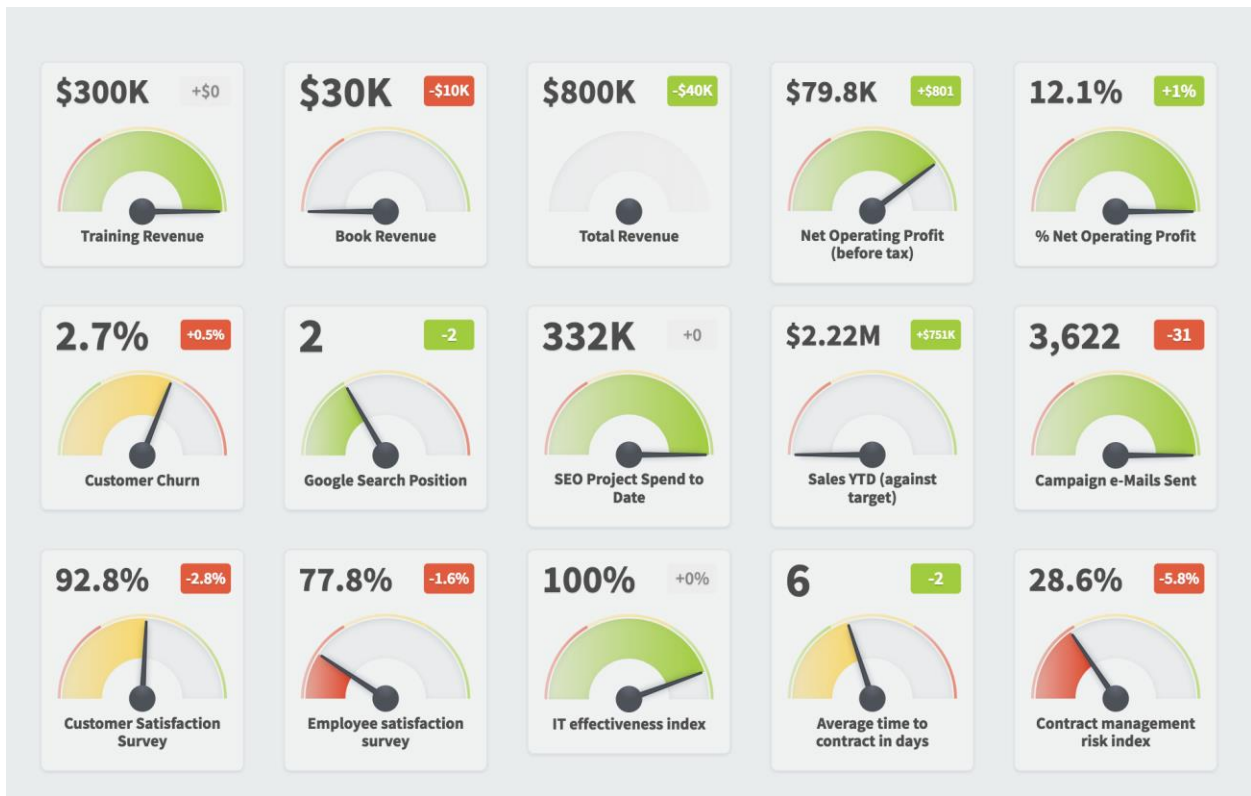 $300K +$0
Training Revenue
$30K -$10K
Book Revenue
$800K -$40K
Total Revenue
$79.8K +$801
Net Operating Profit
(before tax)
12.1% +1%
% Net Operating Profit
2.7% +0.5%
Customer Churn
2 -2
Google Search Position
332K +0
SEO Project Spend to
Date
$2.22M +$751K
Sales YTD (against
target)
3,622 -31
Campaign e-Mails Sent
92.8% -2.8%
Customer Satisfaction
Survey
77.8% -1.6%
Employee satisfaction
survey
100% +0%
IT effectiveness index
6 -2
Average time to
contract in days
28.6% -5.8%
Contract management
risk index